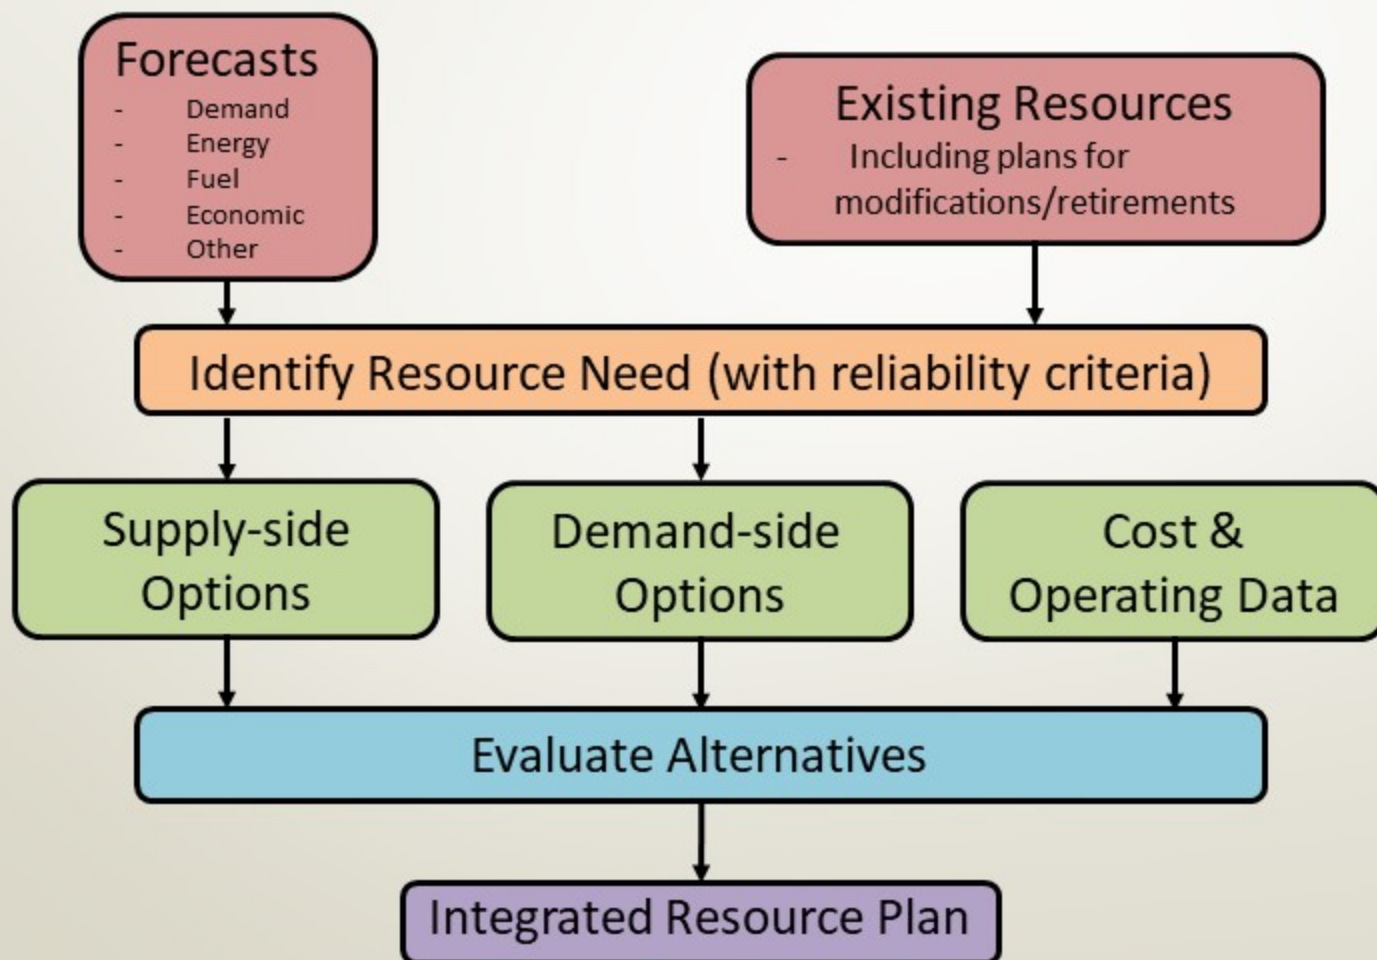 Forecasts
- Demand
- Energy
- Fuel
- Economic
- Other
Existing Resources
- Including plans for
modifications/retirements
Identify Resource Need (with reliability criteria)
Supply-side
Options
Demand-side
Options
Cost &
Operating Data
Evaluate Alternatives
Integrated Resource Plan